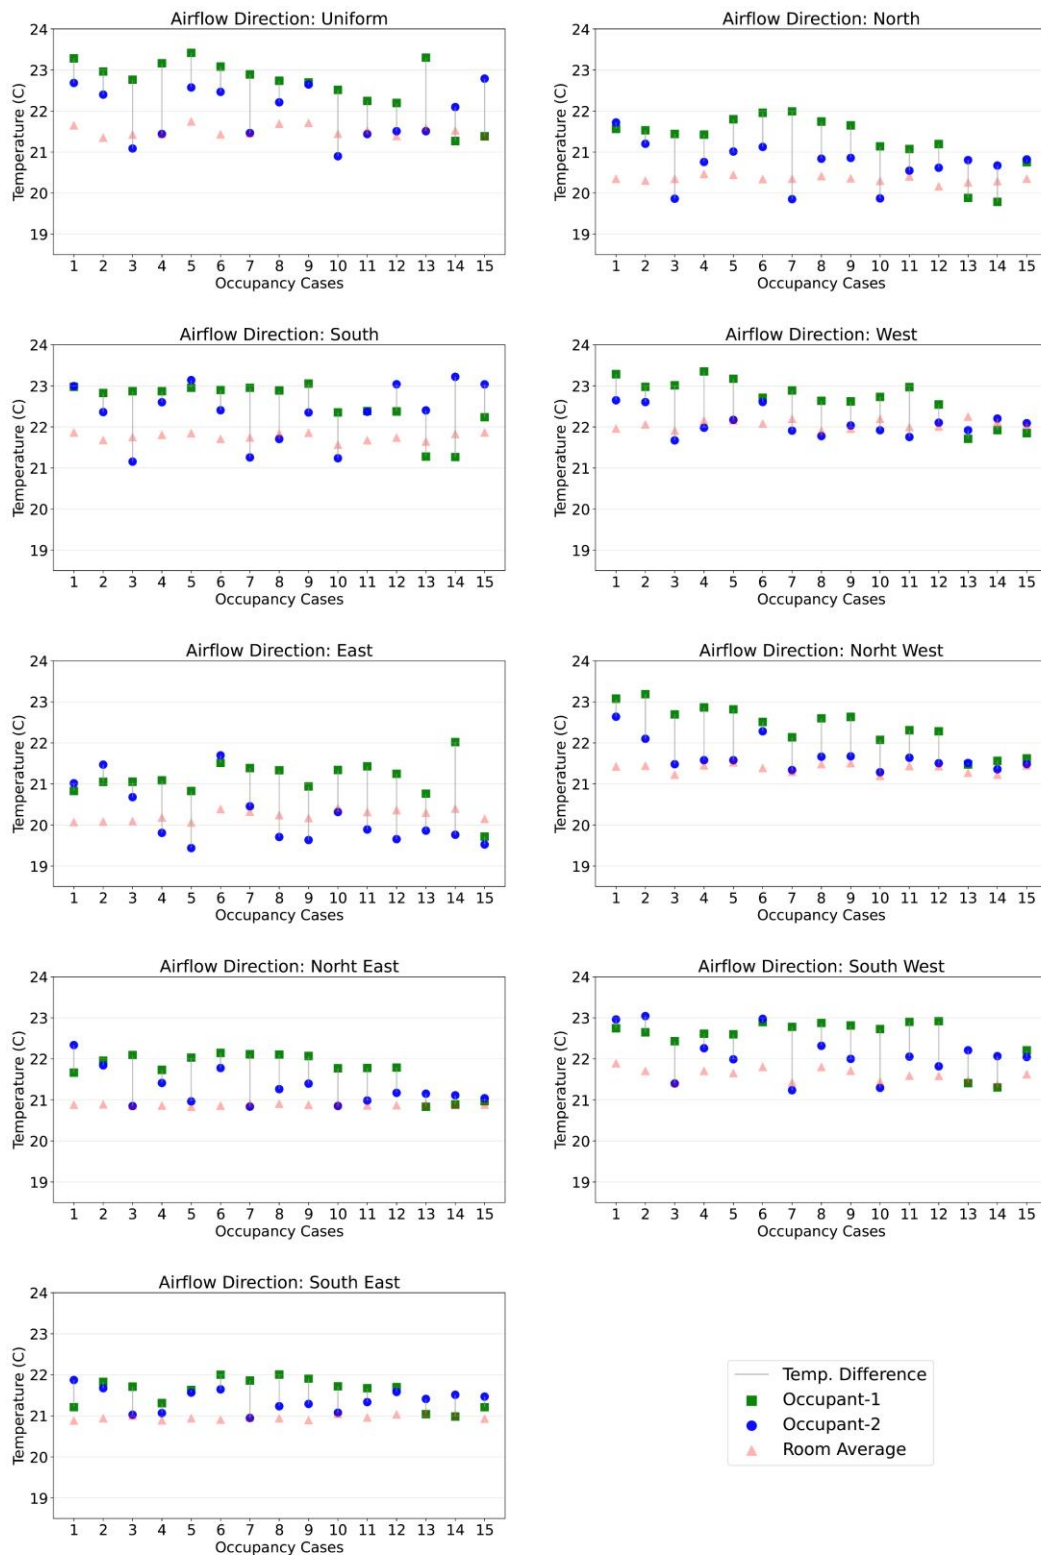 Airflow Direction: Uniform
Temperature (C)
24
23
22
21
20
19
1 2 3 4 5 6 7 8 9 10 11 12 13 14 15
Occupancy Cases
Airflow Direction: North
Temperature (C)
24
23
22
21
20
19
1 2 3 4 5 6 7 8 9 10 11 12 13 14 15
Occupancy Cases
Airflow Direction: South
Temperature (C)
24
23
22
21
20
19
1 2 3 4 5 6 7 8 9 10 11 12 13 14 15
Occupancy Cases
Airflow Direction: West
Temperature (C)
24
23
22
21
20
19
1 2 3 4 5 6 7 8 9 10 11 12 13 14 15
Occupancy Cases
Airflow Direction: East
Temperature (C)
24
23
22
21
20
19
1 2 3 4 5 6 7 8 9 10 11 12 13 14 15
Occupancy Cases
Airflow Direction: Norht West
Temperature (C)
24
23
22
21
20
19
1 2 3 4 5 6 7 8 9 10 11 12 13 14 15
Occupancy Cases
Airflow Direction: Norht East
Temperature (C)
24
23
22
21
20
19
1 2 3 4 5 6 7 8 9 10 11 12 13 14 15
Occupancy Cases
Airflow Direction: South West
Temperature (C)
24
23
22
21
20
19
1 2 3 4 5 6 7 8 9 10 11 12 13 14 15
Occupancy Cases
Airflow Direction: South East
Temperature (C)
24
23
22
21
20
19
1 2 3 4 5 6 7 8 9 10 11 12 13 14 15
Occupancy Cases
Temp. Difference
Occupant-1
Occupant-2
Room Average